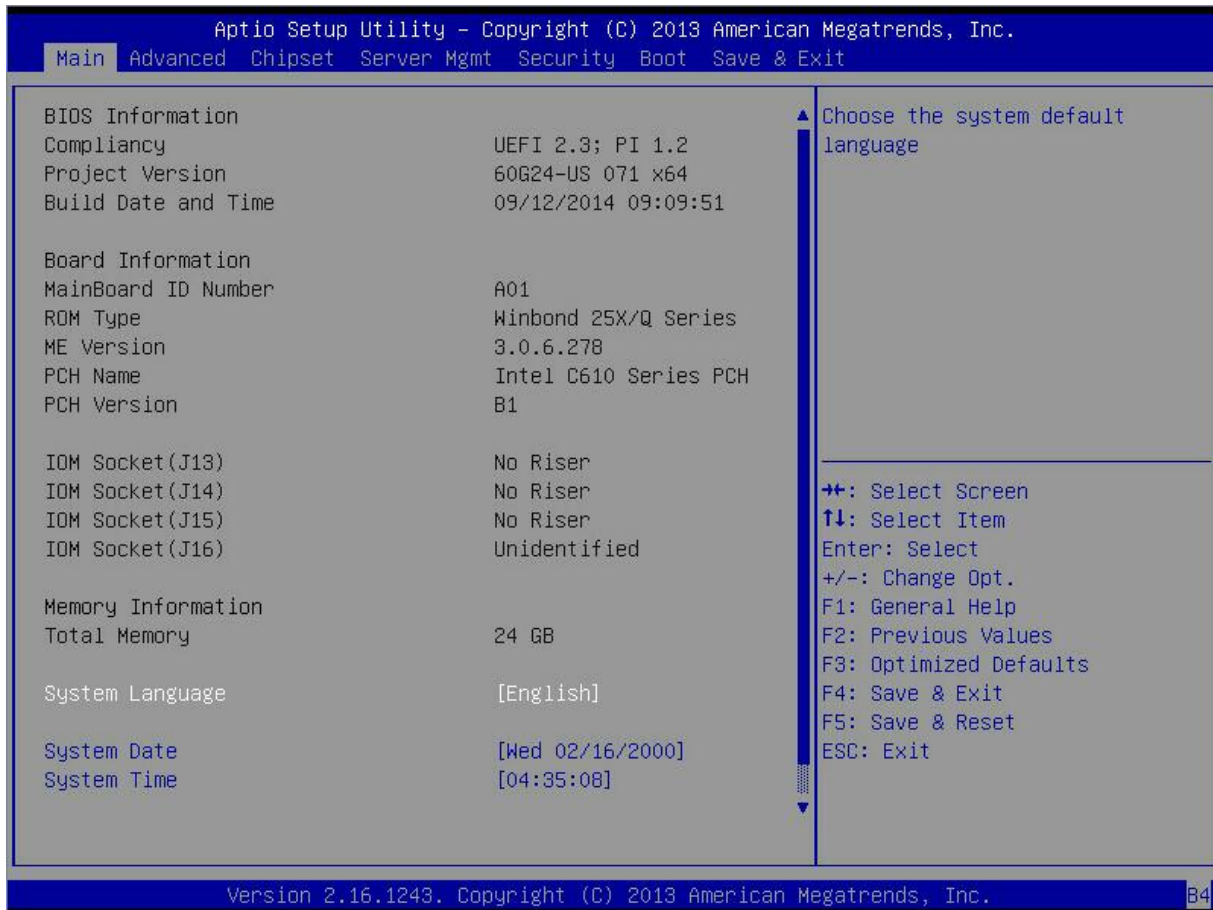 Aptio Setup Utility – Copyright (C) 2013 American Megatrends, Inc.
Main Advanced Chipset Server Mgmt Security Boot Save & Exit
BIOS Information
Compliancy UEFI 2.3; PI 1.2
Project Version 60G24-US 071 x64
Build Date and Time 09/12/2014 09:09:51
Board Information
MainBoard ID Number A01
ROM Type Winbond 25X/Q Series
ME Version 3.0.6.278
PCH Name Intel C610 Series PCH
PCH Version B1
IOM Socket(J13) No Riser
IOM Socket(J14) No Riser
IOM Socket(J15) No Riser
IOM Socket(J16) Unidentified
Memory Information
Total Memory 24 GB
System Language [English]
System Date [Wed 02/16/2000]
System Time [04:35:08]
Choose the system default
language
→←: Select Screen
↑↓: Select Item
Enter: Select
+/-: Change Opt.
F1: General Help
F2: Previous Values
F3: Optimized Defaults
F4: Save & Exit
F5: Save & Reset
ESC: Exit
Version 2.16.1243. Copyright (C) 2013 American Megatrends, Inc.
B4